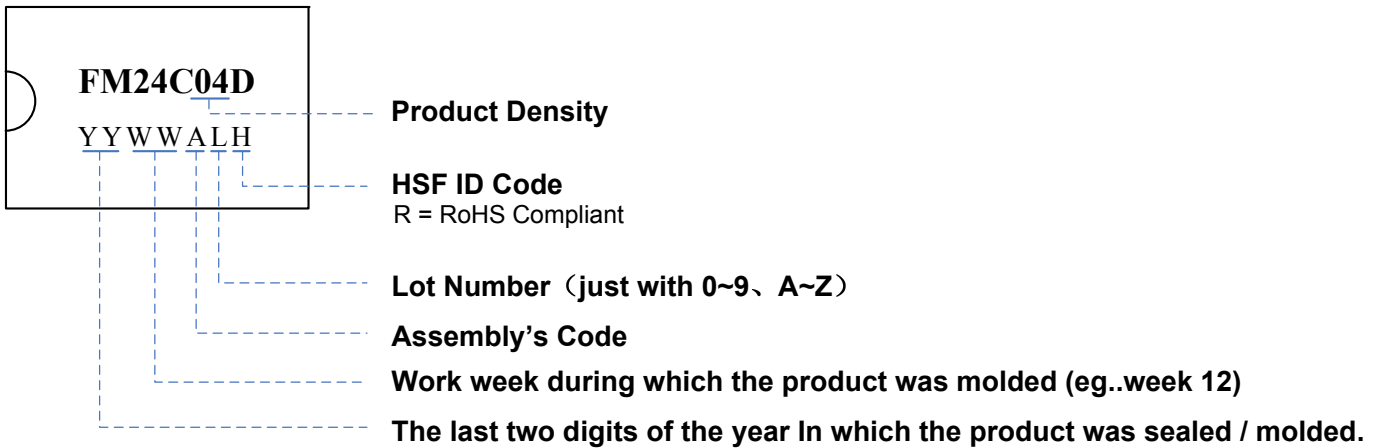 FM24C04D
YYWWALH
Product Density
HSF ID Code
R = RoHS Compliant
Lot Number（just with 0~9、A~Z）
Assembly’s Code
Work week during which the product was molded (eg..week 12)
The last two digits of the year In which the product was sealed / molded.